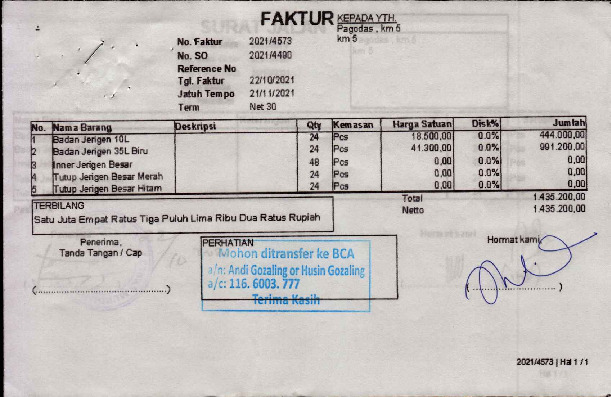 FAKTUR
KEPADA YTH.
Pagodas , km 5
km 5
No. Faktur 2021/4573
No. SO 2021/4490
Reference No
Tgl. Faktur 22/10/2021
Jatuh Tempo 21/11/2021
Term Net 30
No. Nama Barang Deskripsi Qty Kemasan Harga Satuan Disk% Jumlah
1 Badan Jerigen 10L 24 Pcs 18.500,00 0.0% 444.000,00
2 Badan Jerigen 35L Biru 24 Pcs 41.300,00 0.0% 991.200,00
3 Inner Jerigen Besar 48 Pcs 0,00 0.0% 0,00
4 Tutup Jerigen Besar Merah 24 Pcs 0,00 0.0% 0,00
5 Tutup Jerigen Besar Hitam 24 Pcs 0,00 0.0% 0,00
Total 1.435.200,00
Netto 1.435.200,00
TERBILANG
Satu Juta Empat Ratus Tiga Puluh Lima Ribu Dua Ratus Rupiah
Penerima,
Tanda Tangan / Cap
(..............................)
PERHATIAN
Mohon ditransfer ke BCA
a/n: Andi Gozaling or Husin Gozaling
a/c: 116. 6003. 777
Terima Kasih
Hormat kami
(..............................)
2021/4573 | Hal 1 / 1